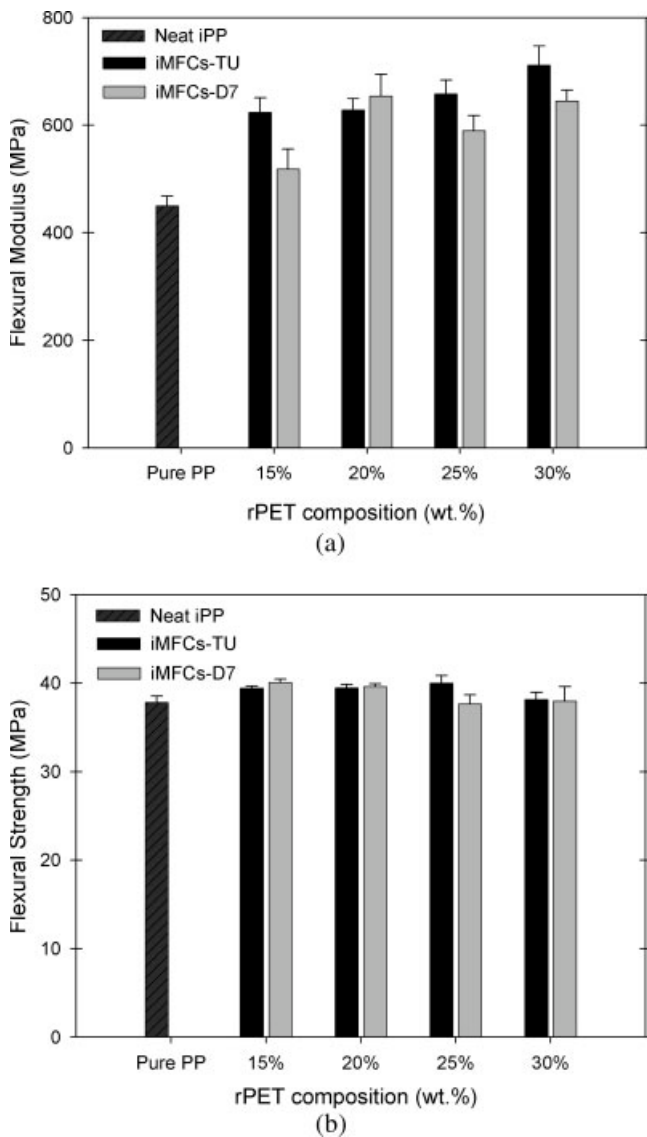 800
600
400
200
0
Flexural Modulus (MPa)
Neat iPP
iMFCs-TU
iMFCs-D7
Pure PP 15% 20% 25% 30%
rPET composition (wt.%)
(a)
50
40
30
20
10
0
Flexural Strength (MPa)
Neat iPP
iMFCs-TU
iMFCs-D7
Pure PP 15% 20% 25% 30%
rPET composition (wt.%)
(b)